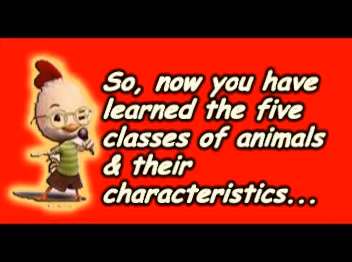 So, now you have
learned the five
classes of animals
& their
characteristics...